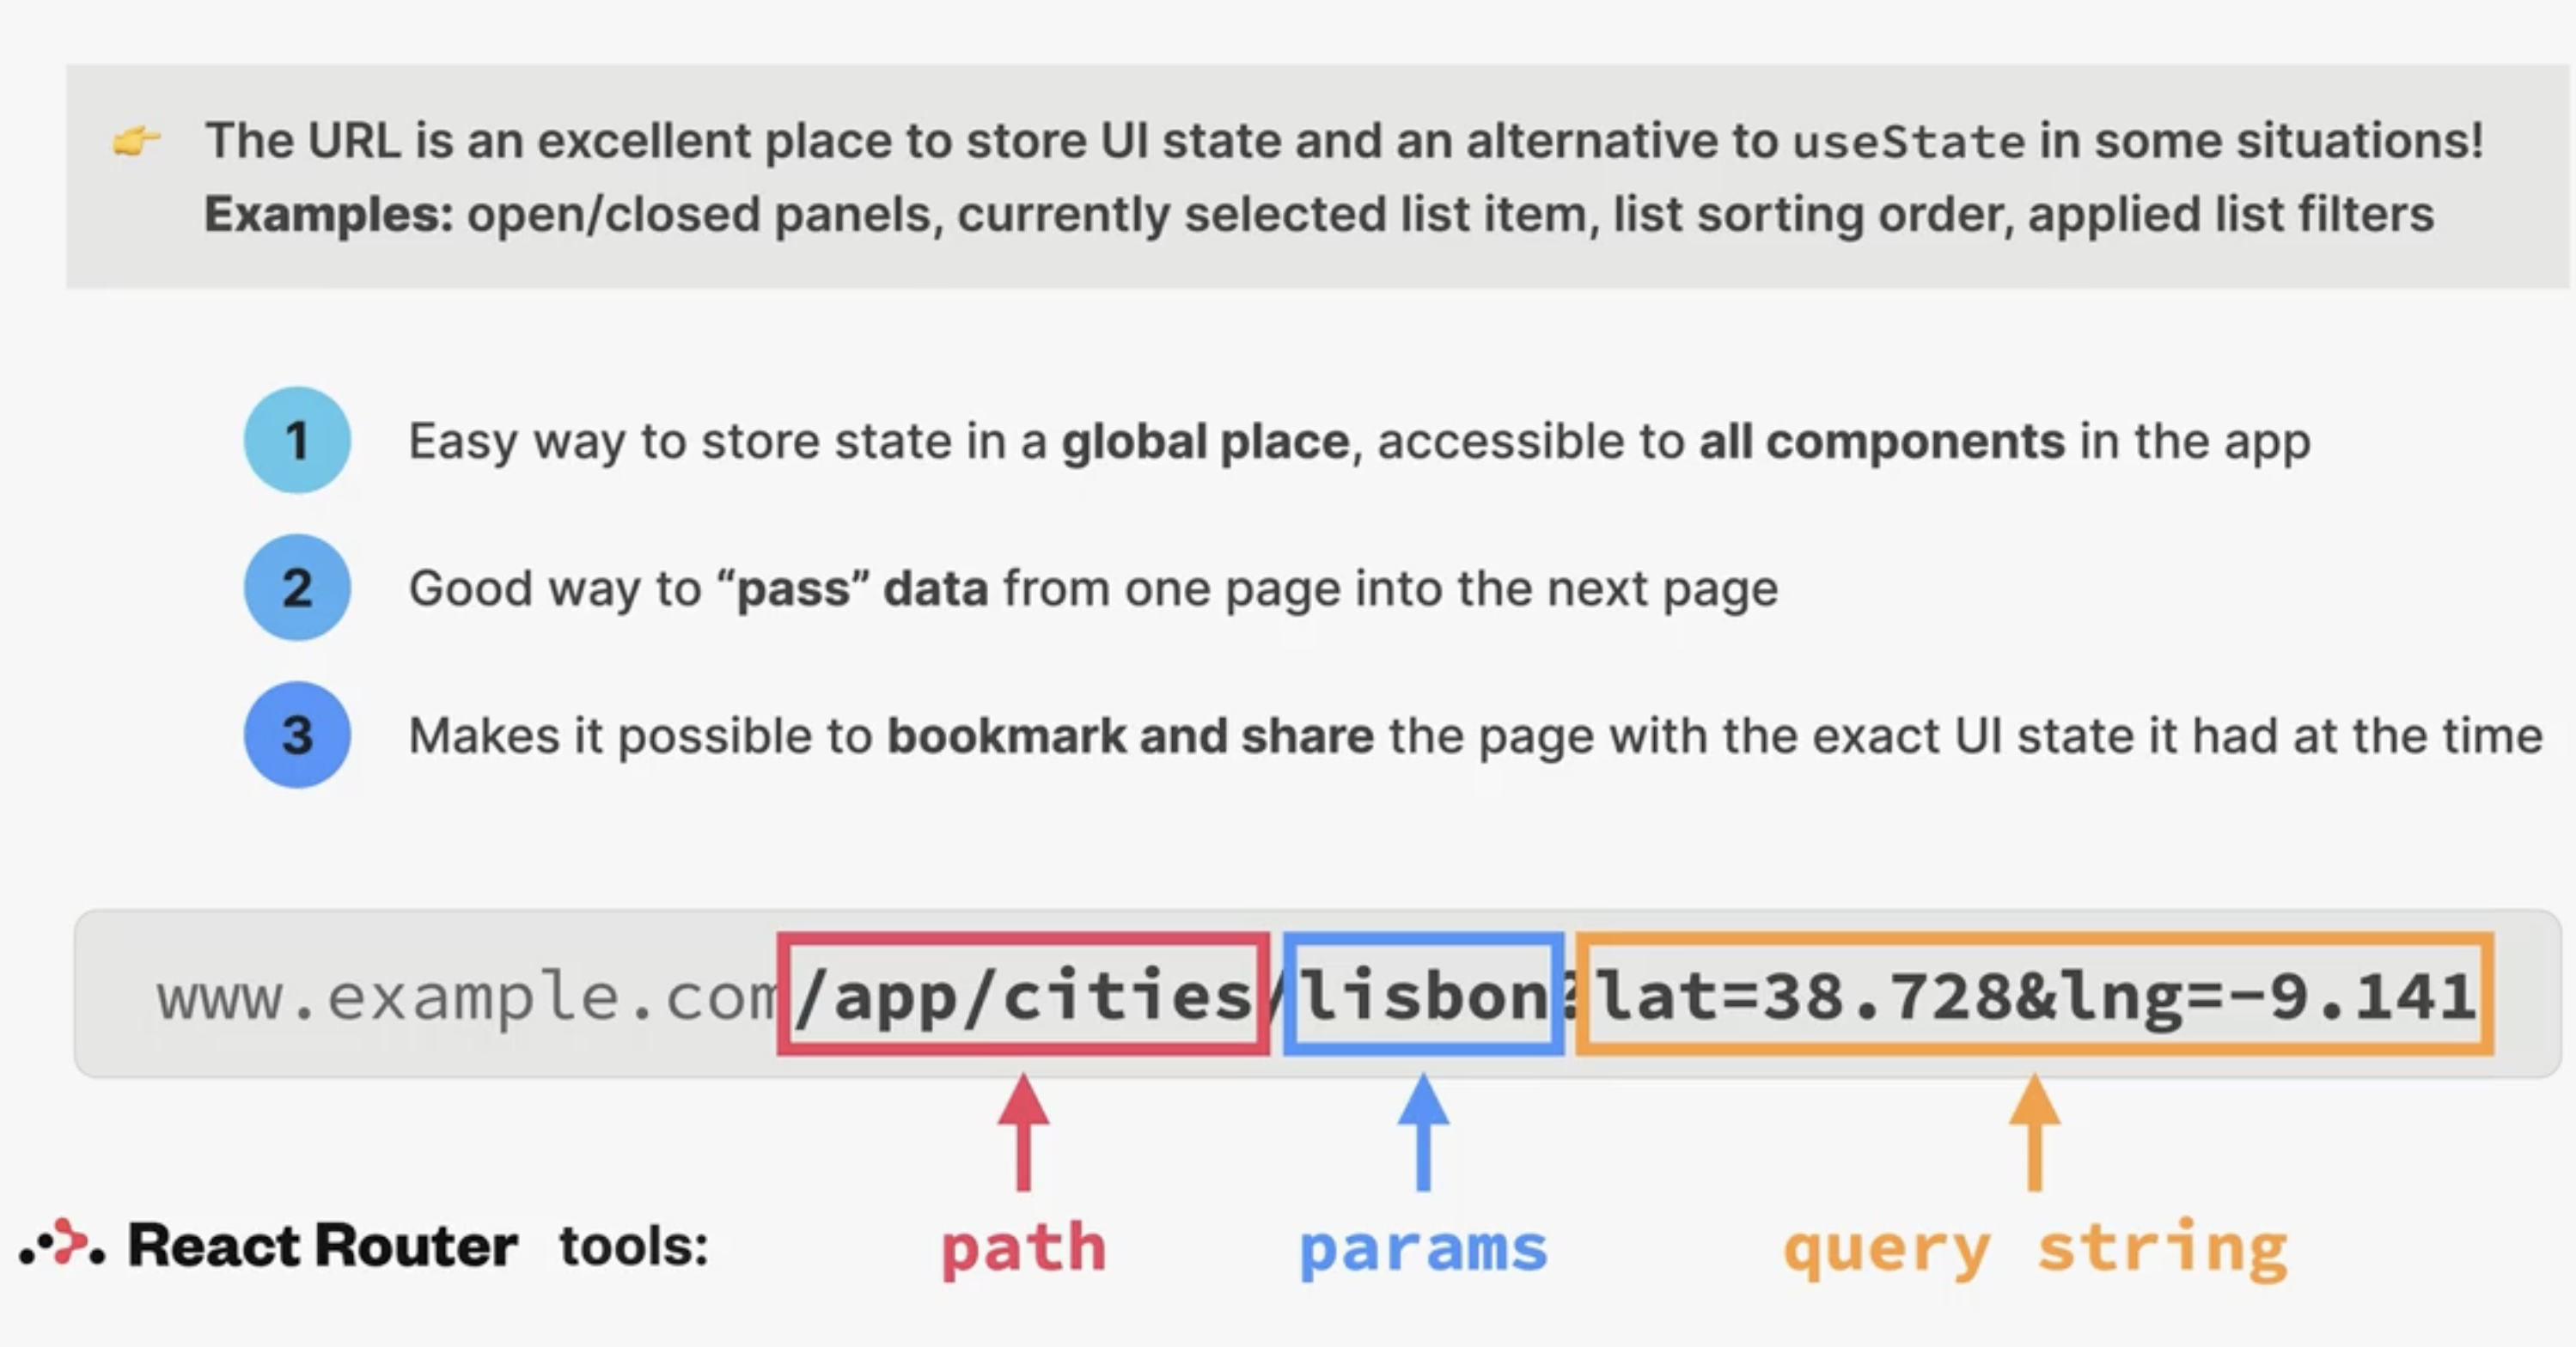 👉 The URL is an excellent place to store UI state and an alternative to useState in some situations!
Examples: open/closed panels, currently selected list item, list sorting order, applied list filters
1 Easy way to store state in a global place, accessible to all components in the app
2 Good way to “pass” data from one page into the next page
3 Makes it possible to bookmark and share the page with the exact UI state it had at the time
www.example.com/app/cities/lisbon?lat=38.728&lng=-9.141
React Router tools: path params query string